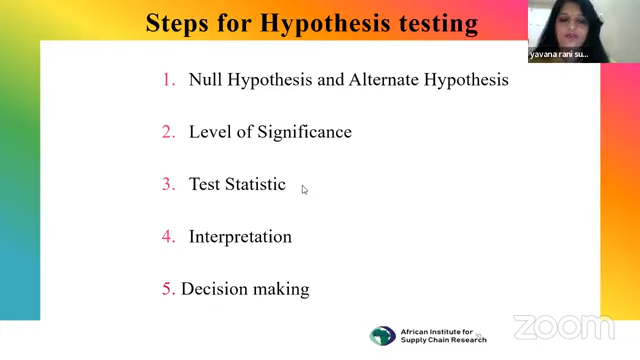 Steps for Hypothesis testing
yavana rani su...
1. Null Hypothesis and Alternate Hypothesis
2. Level of Significance
3. Test Statistic
4. Interpretation
5. Decision making
African Institute for
Supply Chain Research
zoom